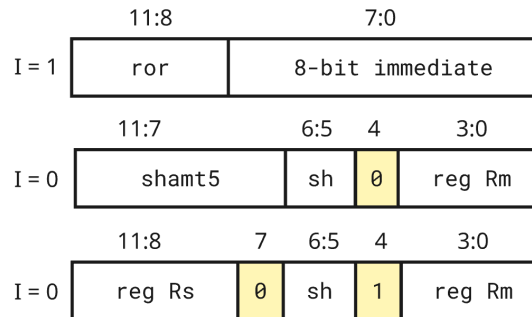 11:8 7:0
I = 1 ror 8-bit immediate
11:7 6:5 4 3:0
I = 0 shamt5 sh 0 reg Rm
11:8 7 6:5 4 3:0
I = 0 reg Rs 0 sh 1 reg Rm